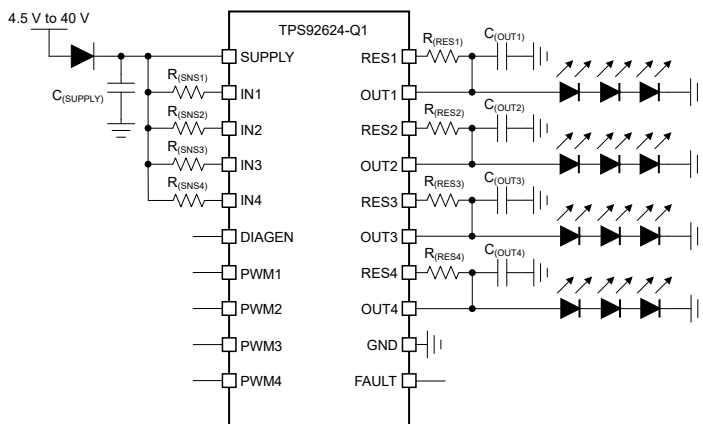 4.5 V to 40 V
TPS92624-Q1
C(SUPPLY)
R(SNS1)
R(SNS2)
R(SNS3)
R(SNS4)
SUPPLY
IN1
IN2
IN3
IN4
DIAGEN
PWM1
PWM2
PWM3
PWM4
RES1
OUT1
RES2
OUT2
RES3
OUT3
RES4
OUT4
GND
FAULT
R(RES1)
C(OUT1)
R(RES2)
C(OUT2)
R(RES3)
C(OUT3)
R(RES4)
C(OUT4)